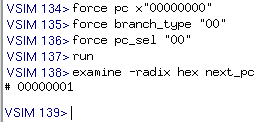 VSIM 134> force pc x"00000000"
VSIM 135> force branch_type "00"
VSIM 136> force pc_sel "00"
VSIM 137> run
VSIM 138> examine -radix hex next_pc
# 00000001
VSIM 139>